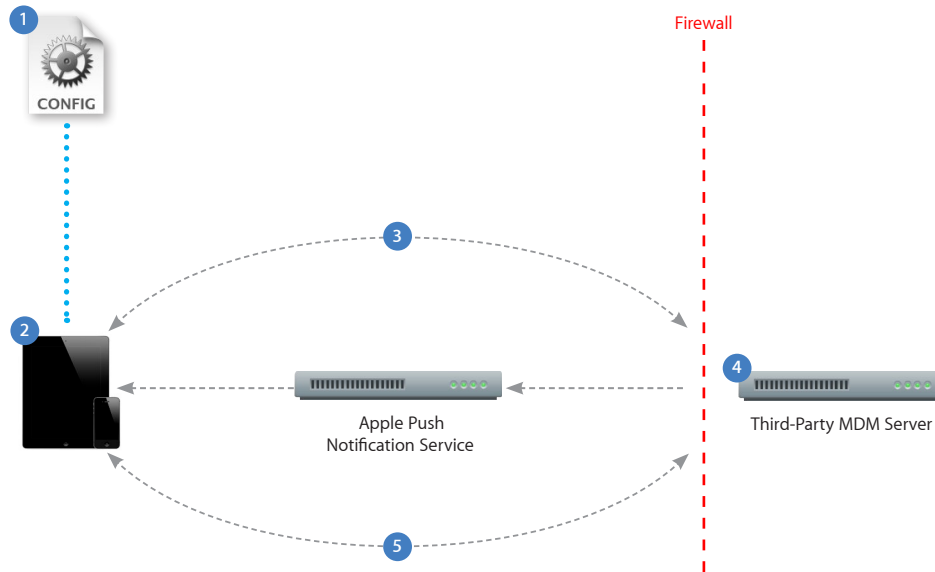 1
CONFIG
Firewall
3
2
4
Apple Push
Notification Service
Third-Party MDM Server
5